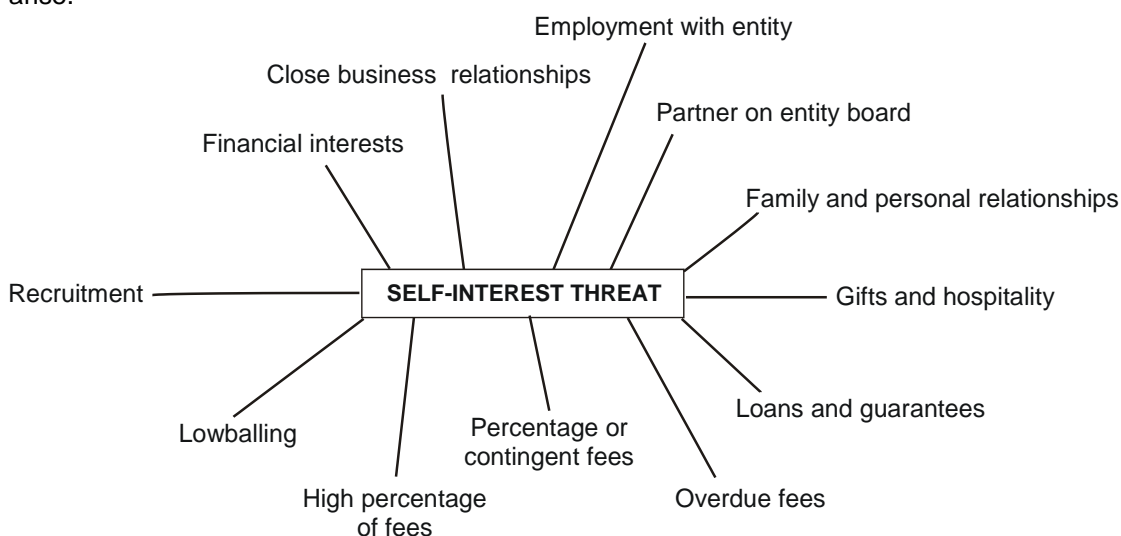 Employment with entity
Close business relationships
Partner on entity board
Financial interests
Family and personal relationships
Recruitment
SELF-INTEREST THREAT
Gifts and hospitality
Loans and guarantees
Lowballing
Percentage or
contingent fees
High percentage
of fees
Overdue fees